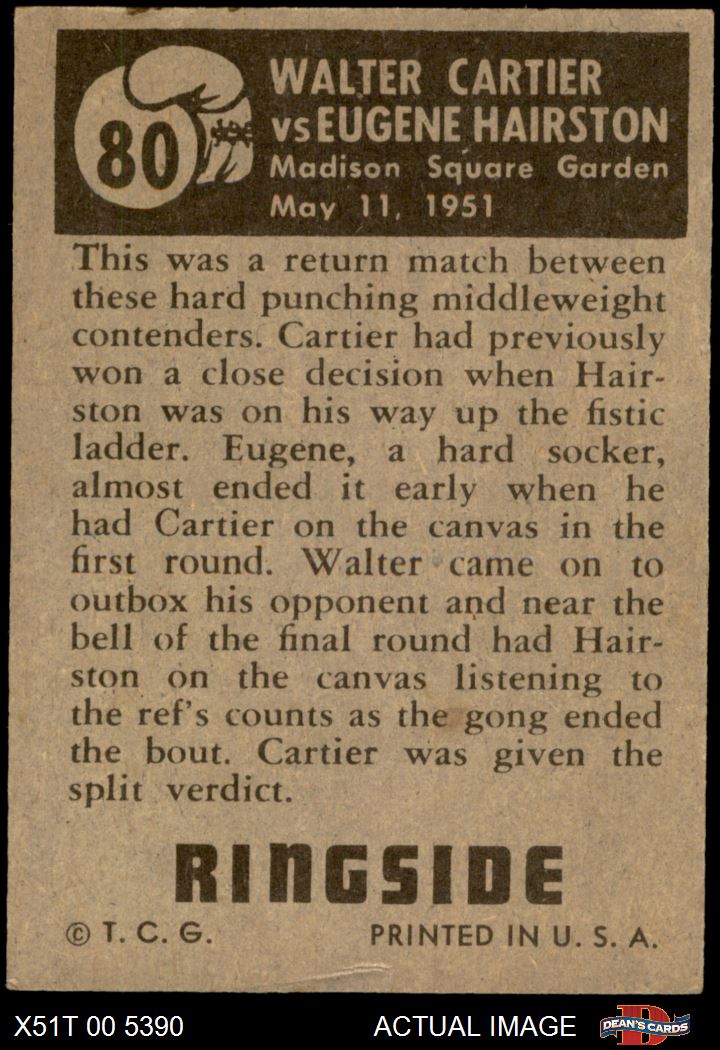 80
WALTER CARTIER
vs EUGENE HAIRSTON
Madison Square Garden
May 11, 1951
This was a return match between
these hard punching middleweight
contenders. Cartier had previously
won a close decision when Hair-
ston was on his way up the fistic
ladder. Eugene, a hard socker,
almost ended it early when he
had Cartier on the canvas in the
first round. Walter came on to
outbox his opponent and near the
bell of the final round had Hair-
ston on the canvas listening to
the ref's counts as the gong ended
the bout. Cartier was given the
split verdict.
RINGSIDE
© T. C. G. PRINTED IN U. S. A.
X51T 00 5390 ACTUAL IMAGE D DEAN'S CARDS